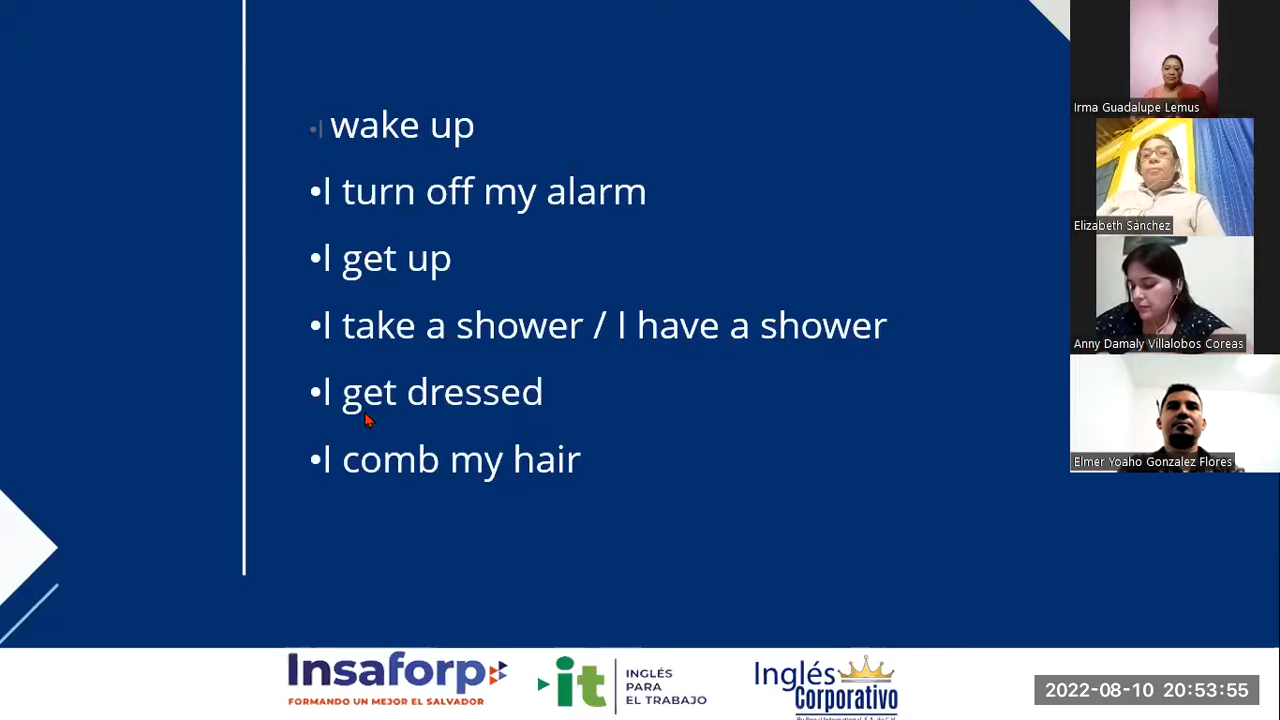 •I wake up
•I turn off my alarm
•I get up
•I take a shower / I have a shower
•I get dressed
•I comb my hair
Irma Guadalupe Lemus
Elizabeth Sánchez
Anny Damaly Villalobos Coreas
Elmer Yoaho Gonzalez Flores
Insaforp
FORMANDO UN MEJOR EL SALVADOR
it
INGLÉS
PARA
EL TRABAJO
Inglés
Corporativo
2022-08-10 20:53:55